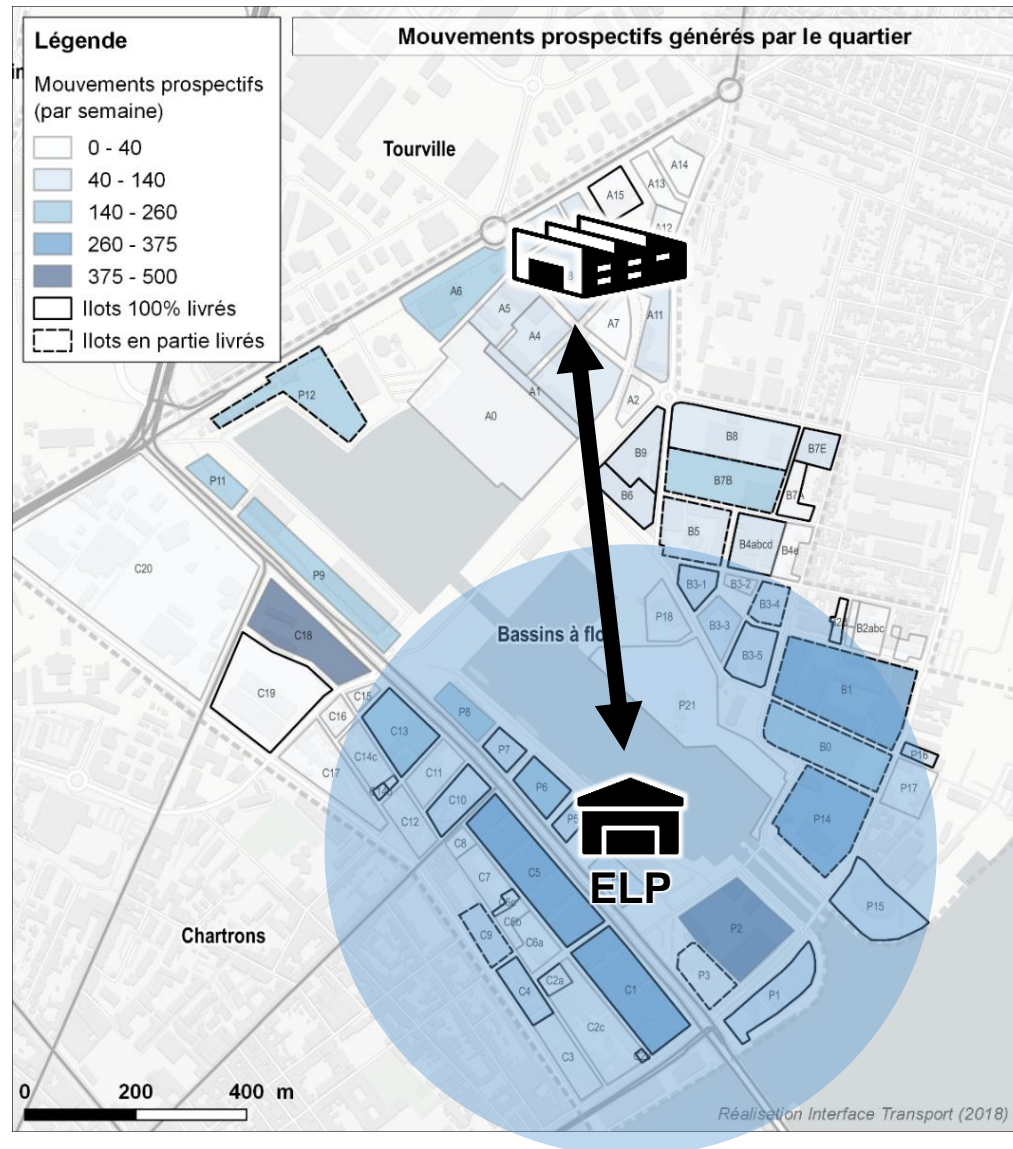 Légende
Mouvements prospectifs
(par semaine)
0 - 40
40 - 140
140 - 260
260 - 375
375 - 500
Ilots 100% livrés
Ilots en partie livrés
Mouvements prospectifs générés par le quartier
Tourville
A14
A13
A15
A12
A6
A5
A4
A7
A11
A1
A2
A0
P12
B8
B7E
B9
B7B
B7A
B6
P11
B5
B4abcd
B4e
C20
P9
B3-1
B3-2
B3-4
P18
B3-3
B2abc
C18
Bassins à flo
B3-5
B1
C19
C15
P8
P21
C16
C13
P7
B0
P16
C14c
C17
C11
P6
P17
C10
P14
C12
P5
C8
C5
ELP
C7
P15
C6b
P2
Chartrons
C9
C6a
P3
C2a
C4
C1
P1
C2c
C3
0 200 400 m
Réalisation Interface Transport (2018)